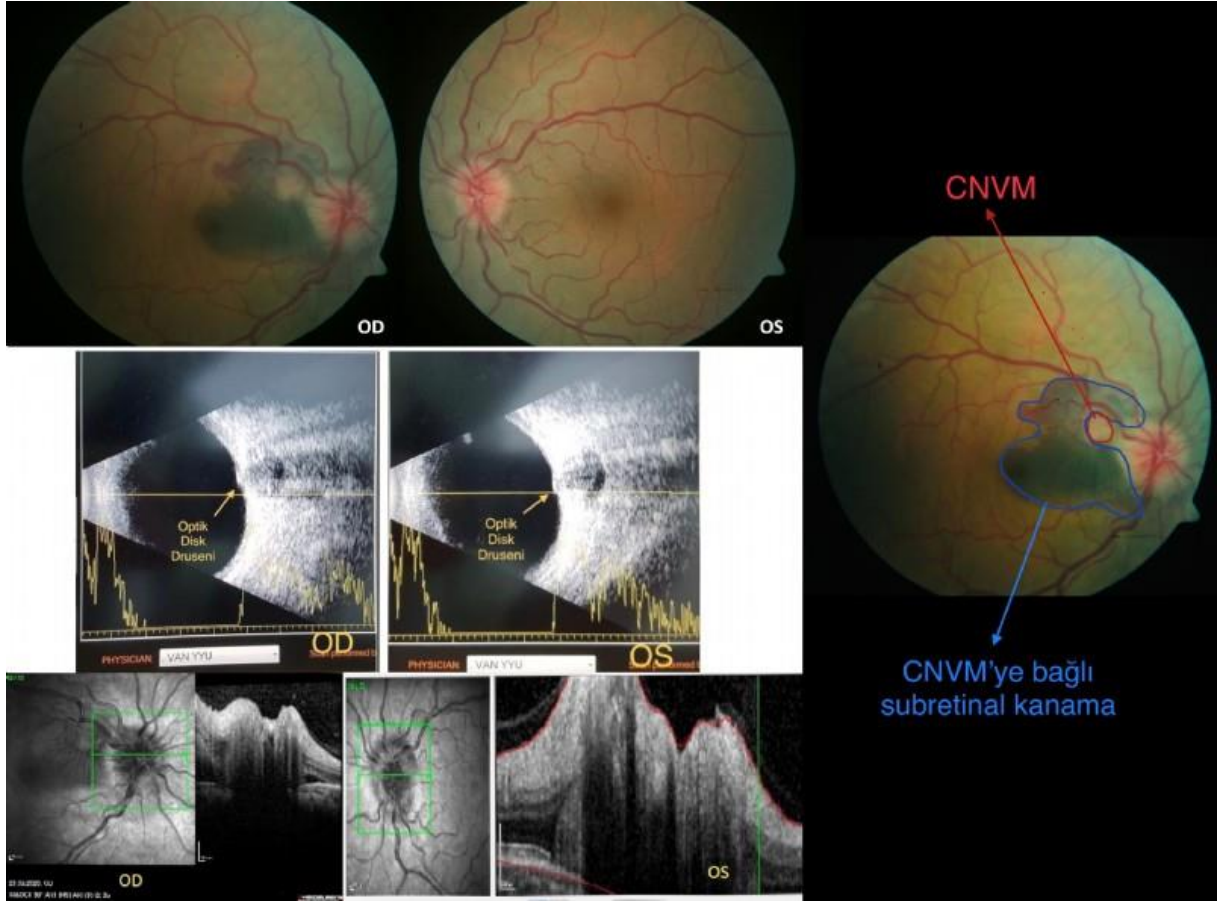 OD
OS
CNVM
Optik
Disk
Druseni
OD
PHYSICIAN
VAN YYU
Optik
Disk
Druseni
OS
PHYSICIAN
VAN YYU
CNVM'ye bağlı
subretinal kanama
OD
OS